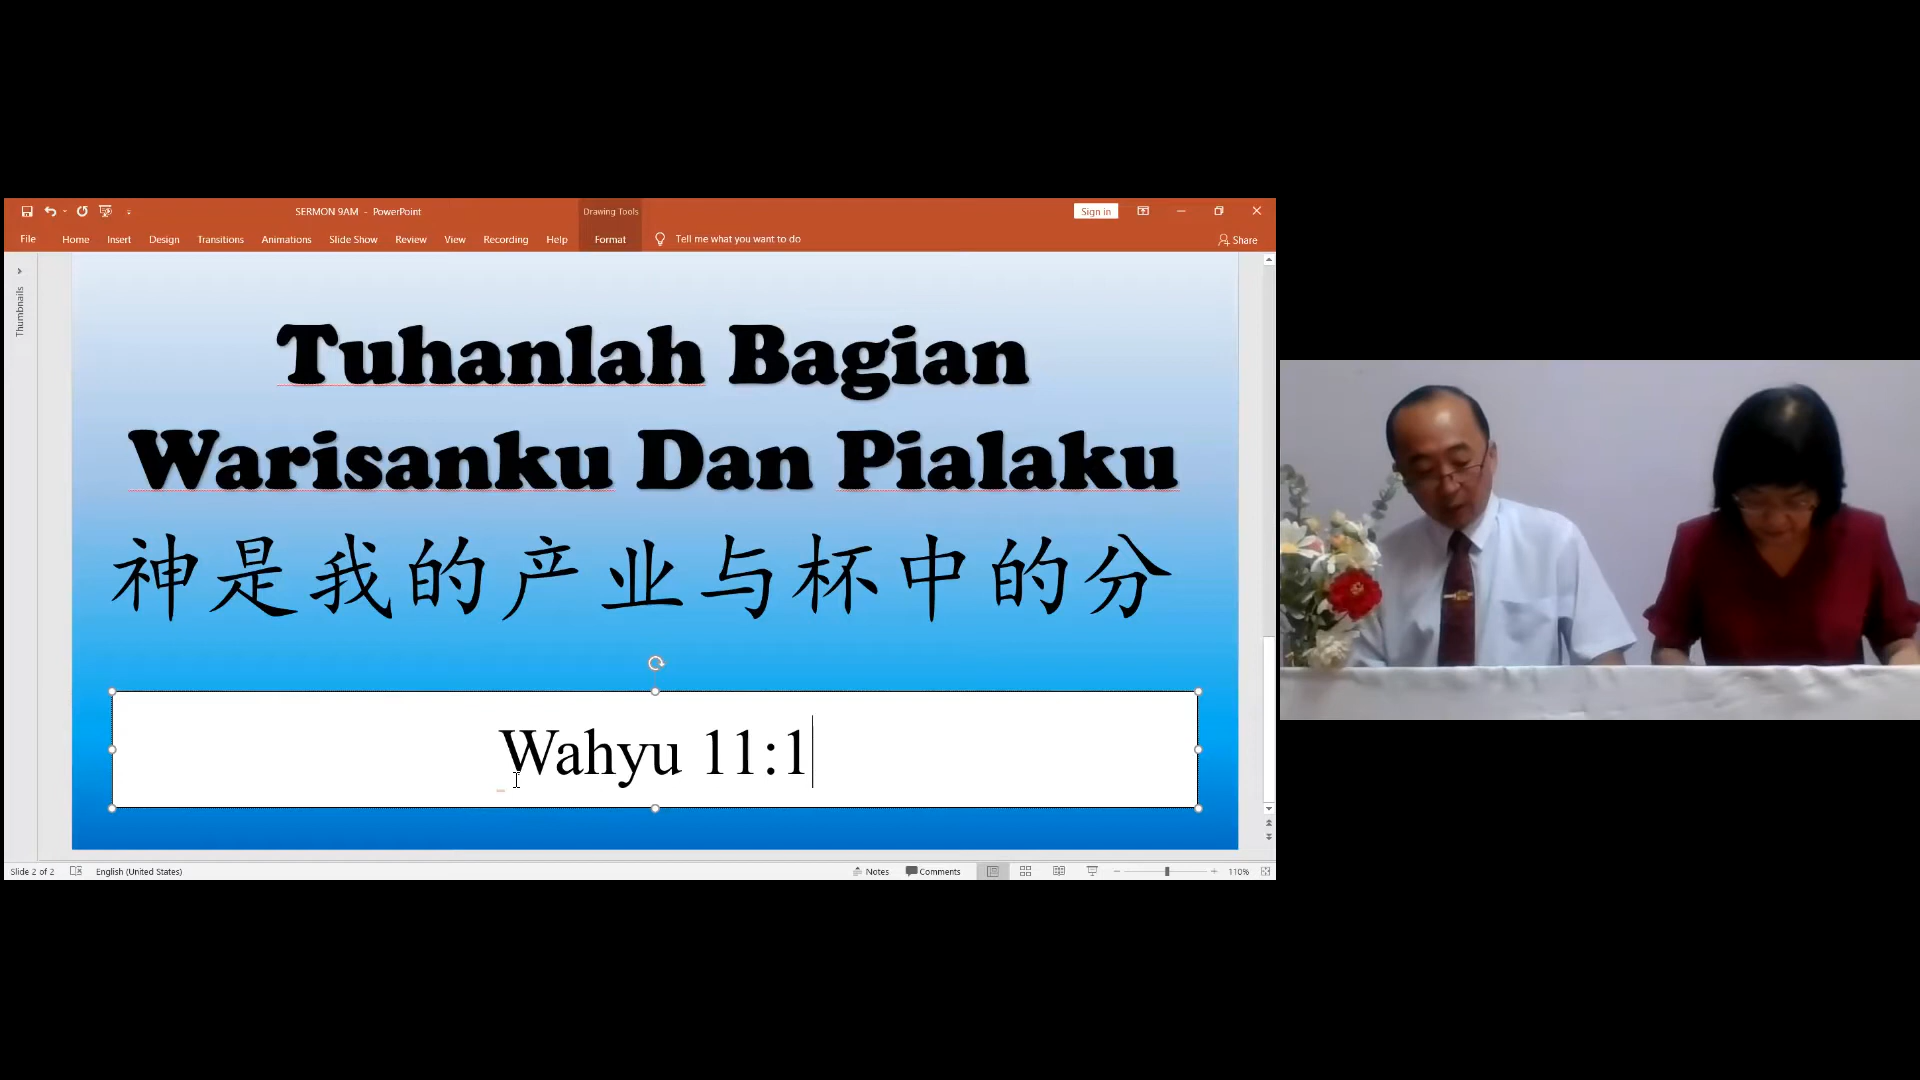 SERMON 9AM - PowerPoint
Drawing Tools
Sign in
File Home Insert Design Transitions Animations Slide Show Review View Recording Help Format Tell me what you want to do Share
Thumbnails
Tuhanlah Bagian
Warisanku Dan Pialaku
神是我的产业与杯中的分
Wahyu 11:1
Slide 2 of 2 English (United States) Notes Comments 110%